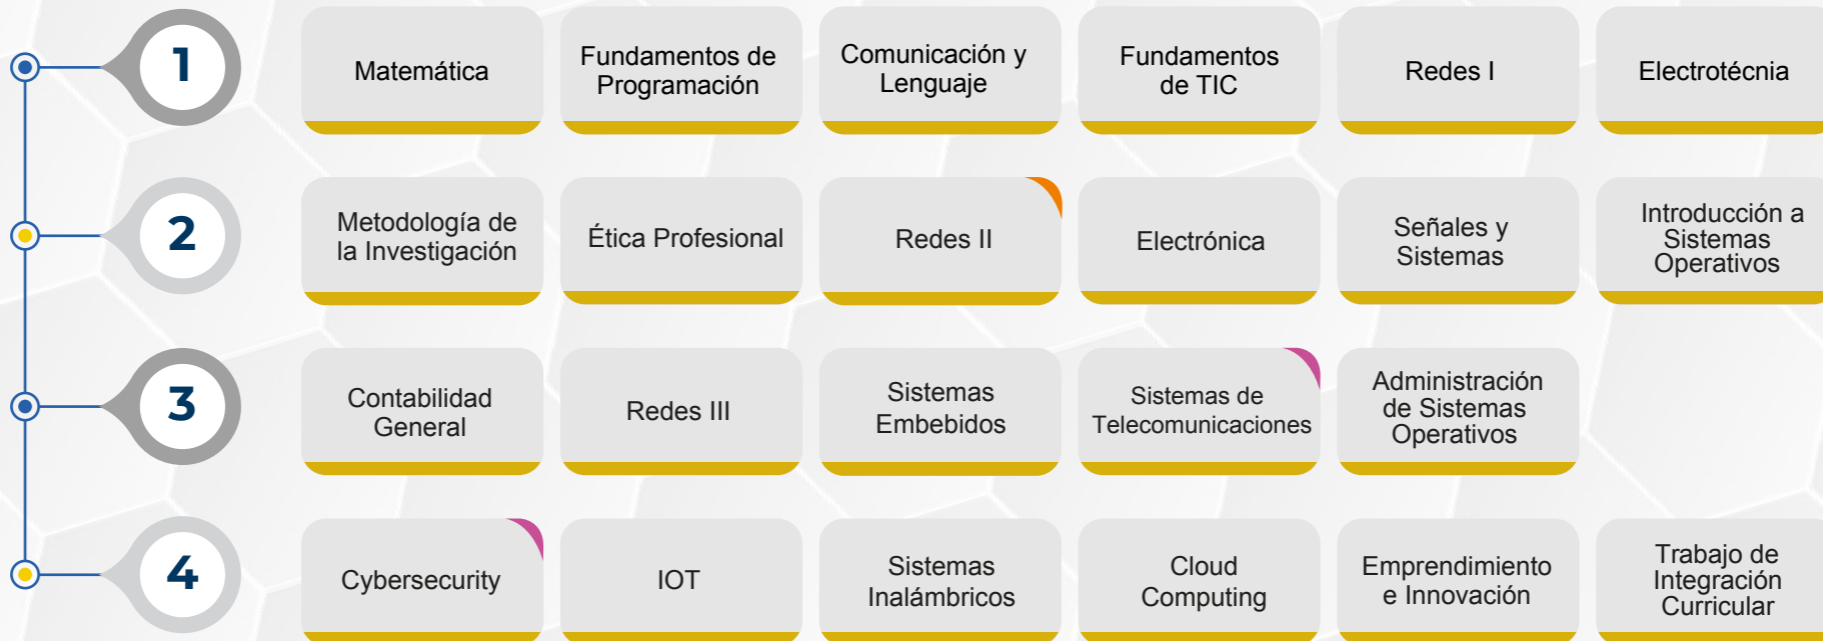 1
Matemática
Fundamentos de
Programación
Comunicación y
Lenguaje
Fundamentos
de TIC
Redes I
Electrotécnia
2
Metodología de
la Investigación
Ética Profesional
Redes II
Electrónica
Señales y
Sistemas
Introducción a
Sistemas
Operativos
3
Contabilidad
General
Redes III
Sistemas
Embebidos
Sistemas de
Telecomunicaciones
Administración
de Sistemas
Operativos
4
Cybersecurity
IOT
Sistemas
Inalámbricos
Cloud
Computing
Emprendimiento
e Innovación
Trabajo de
Integración
Curricular